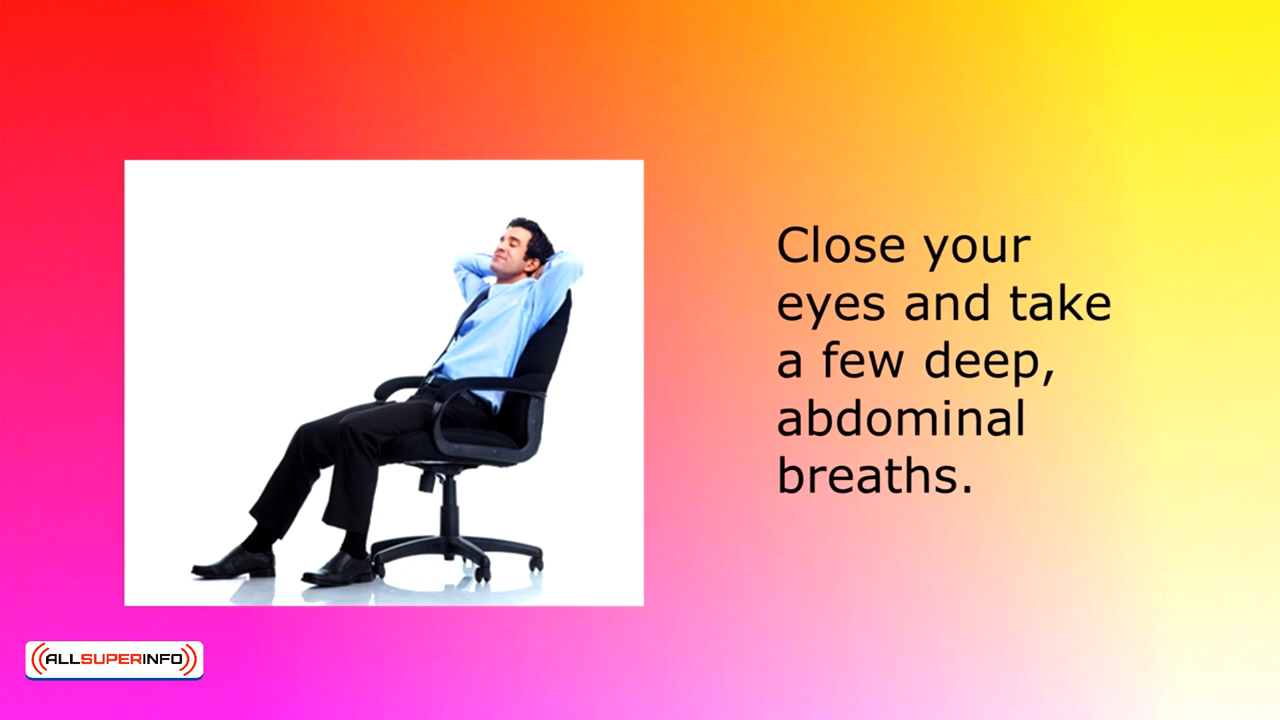 Close your
eyes and take
a few deep,
abdominal
breaths.
ALLSUPERINFO